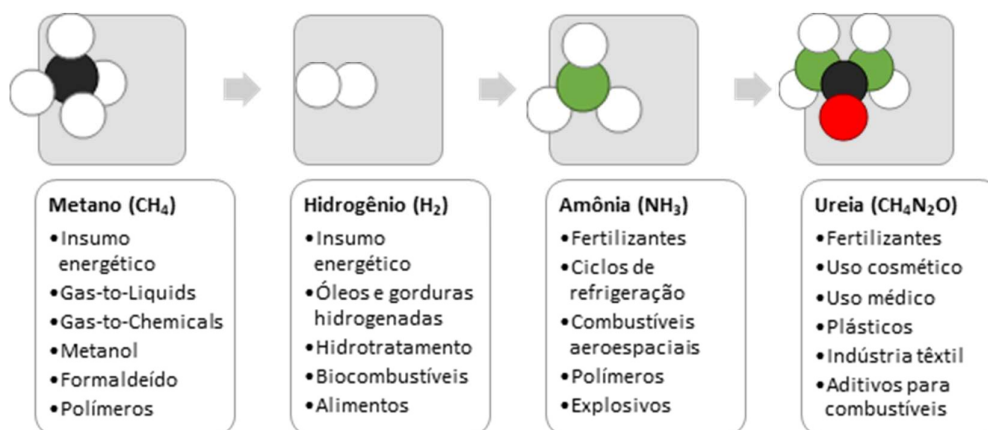 Metano (CH₄)
•Insumo
energético
•Gas-to-Liquids
•Gas-to-Chemicals
•Metanol
•Formaldeído
•Polímeros
Hidrogênio (H₂)
•Insumo
energético
•Óleos e gorduras
hidrogenadas
•Hidrotratamento
•Biocombustíveis
•Alimentos
Amônia (NH₃)
•Fertilizantes
•Ciclos de
refrigeração
•Combustíveis
aeroespaciais
•Polímeros
•Explosivos
Ureia (CH₄N₂O)
•Fertilizantes
•Uso cosmético
•Uso médico
•Plásticos
•Indústria têxtil
•Aditivos para
combustíveis